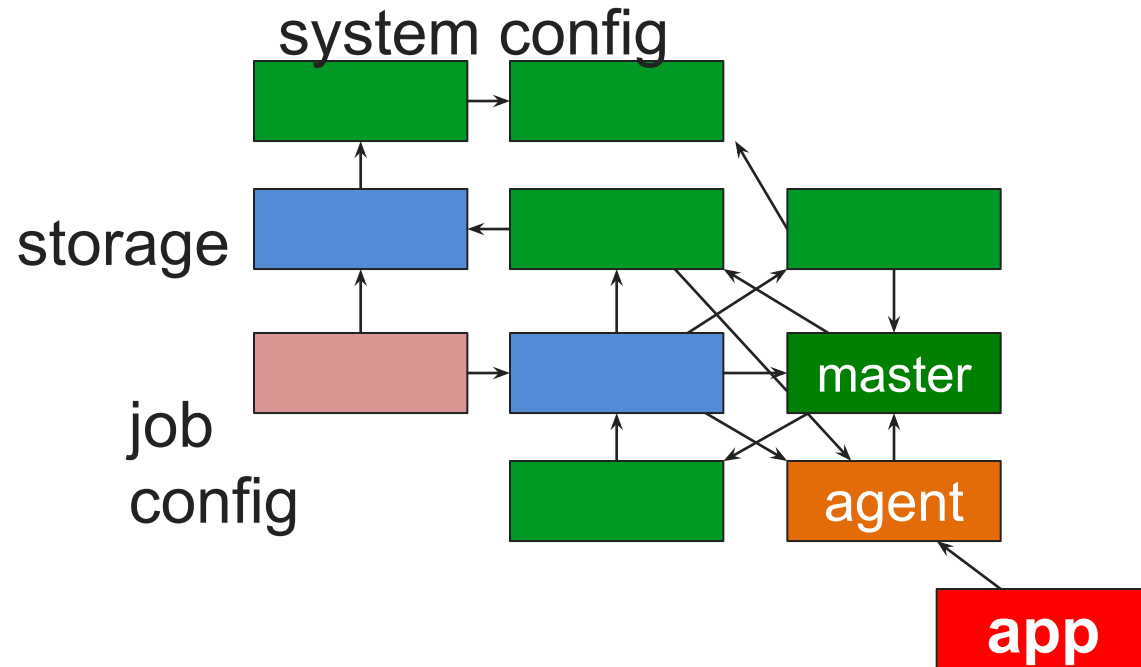 system config
storage
master
job
config
agent
app